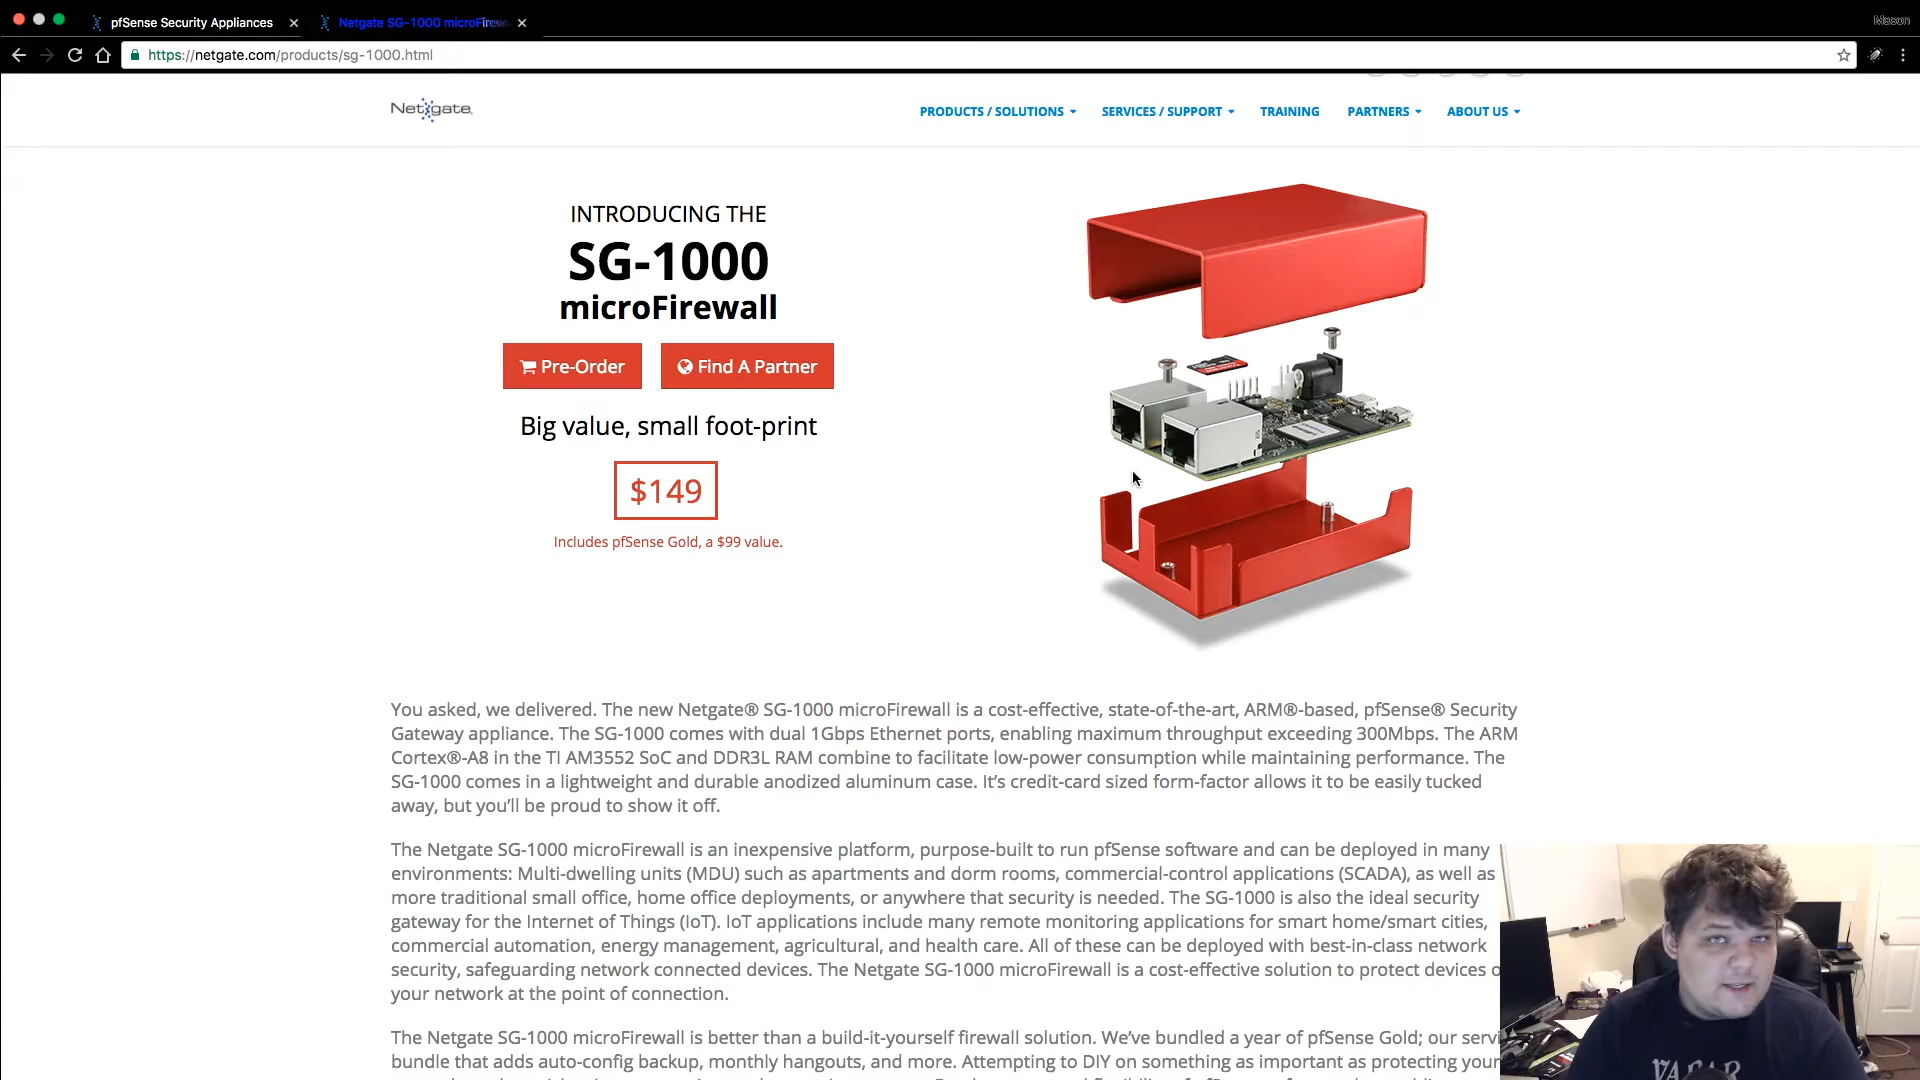 pfSense Security Appliances
Netgate SG-1000 microFirew
Mason
https://netgate.com/products/sg-1000.html
Netgate
PRODUCTS / SOLUTIONS SERVICES / SUPPORT TRAINING PARTNERS ABOUT US
INTRODUCING THE
SG-1000
microFirewall
Pre-Order Find A Partner
Big value, small foot-print
$149
Includes pfSense Gold, a $99 value.
You asked, we delivered. The new Netgate® SG-1000 microFirewall is a cost-effective, state-of-the-art, ARM®-based, pfSense® Security
Gateway appliance. The SG-1000 comes with dual 1Gbps Ethernet ports, enabling maximum throughput exceeding 300Mbps. The ARM
Cortex®-A8 in the TI AM3552 SoC and DDR3L RAM combine to facilitate low-power consumption while maintaining performance. The
SG-1000 comes in a lightweight and durable anodized aluminum case. It's credit-card sized form-factor allows it to be easily tucked
away, but you'll be proud to show it off.
The Netgate SG-1000 microFirewall is an inexpensive platform, purpose-built to run pfSense software and can be deployed in many
environments: Multi-dwelling units (MDU) such as apartments and dorm rooms, commercial-control applications (SCADA), as well as
more traditional small office, home office deployments, or anywhere that security is needed. The SG-1000 is also the ideal security
gateway for the Internet of Things (IoT). IoT applications include many remote monitoring applications for smart home/smart cities,
commercial automation, energy management, agricultural, and health care. All of these can be deployed with best-in-class network
security, safeguarding network connected devices. The Netgate SG-1000 microFirewall is a cost-effective solution to protect devices
your network at the point of connection.
The Netgate SG-1000 microFirewall is better than a build-it-yourself firewall solution. We've bundled a year of pfSense Gold; our servi
bundle that adds auto-config backup, monthly hangouts, and more. Attempting to DIY on something as important as protecting your